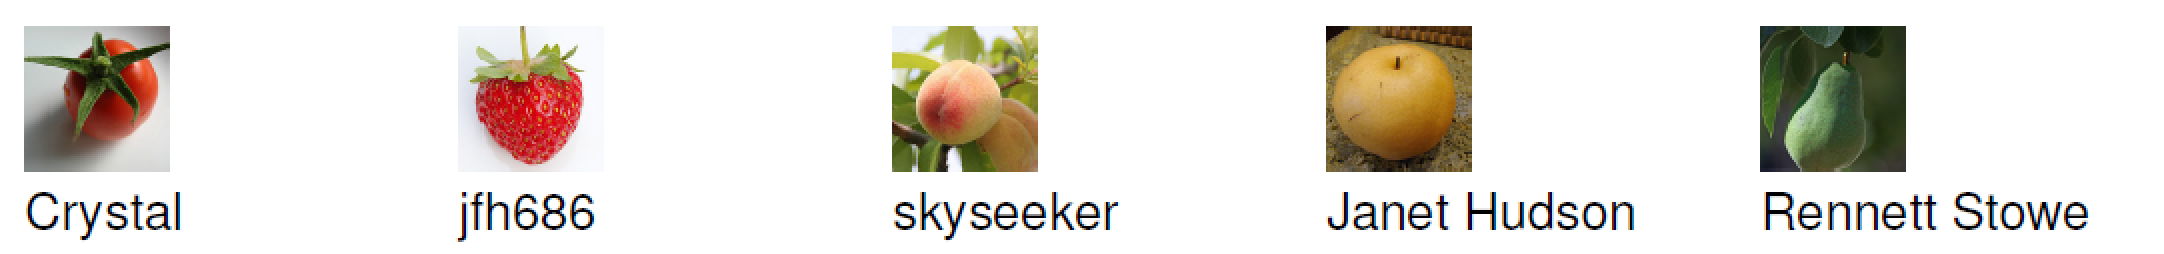 Crystal
jfh686
skyseeker
Janet Hudson
Rennett Stowe